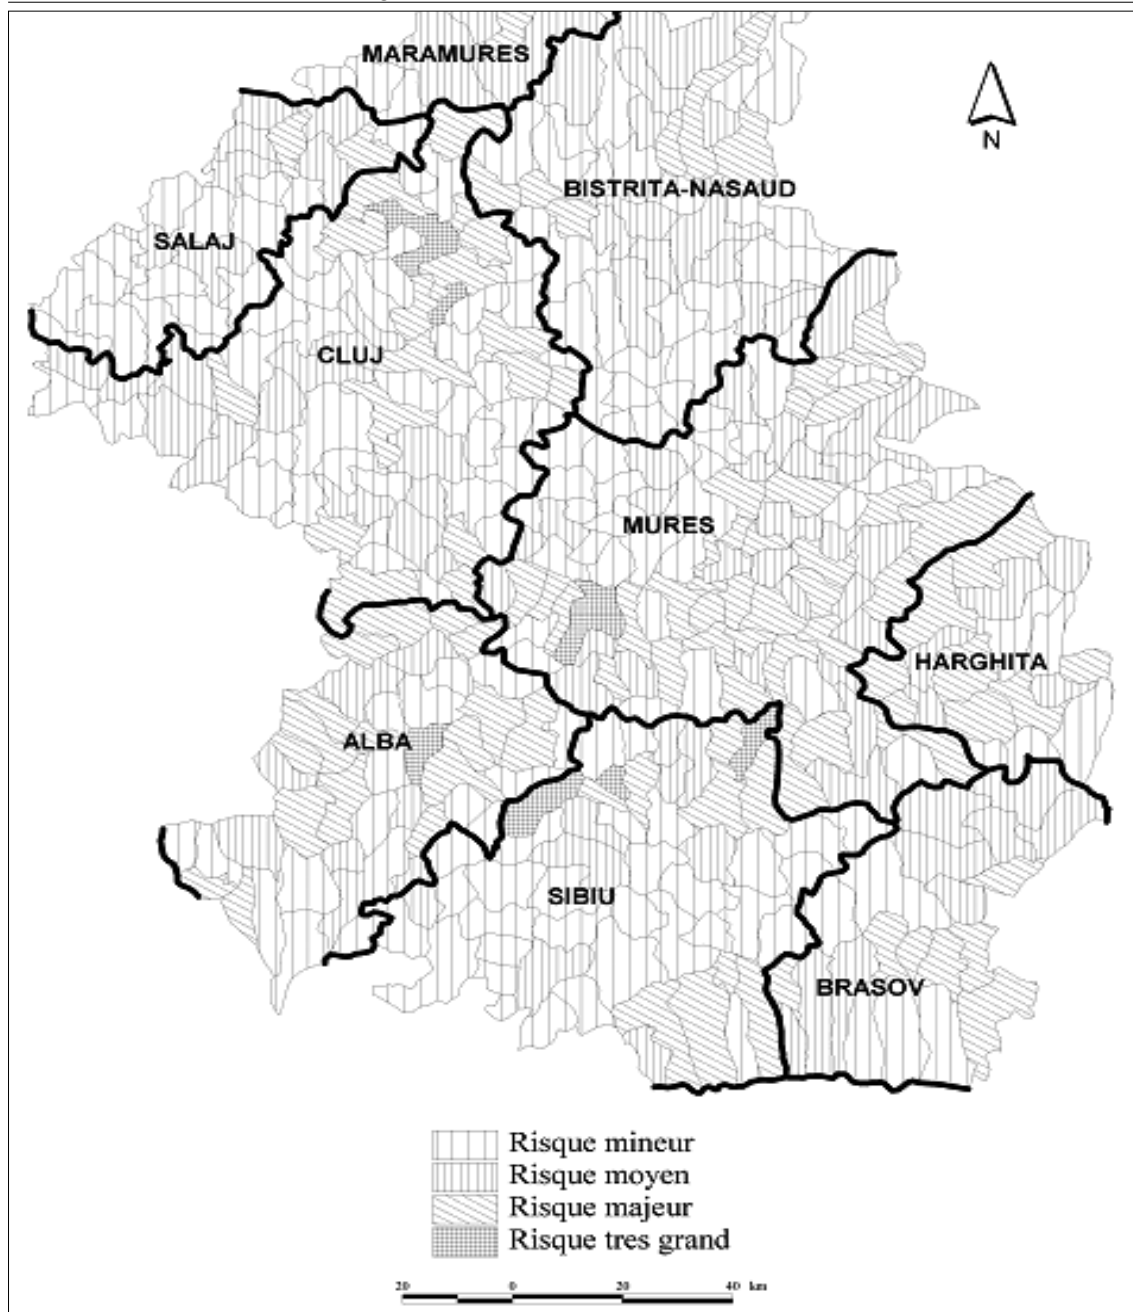 MARAMURES
N
BISTRITA-NASAUD
SALAJ
CLUJ
MURES
HARGHITA
ALBA
SIBIU
BRASOV
Risque mineur
Risque moyen
Risque majeur
Risque tres grand
20 0 20 40 km